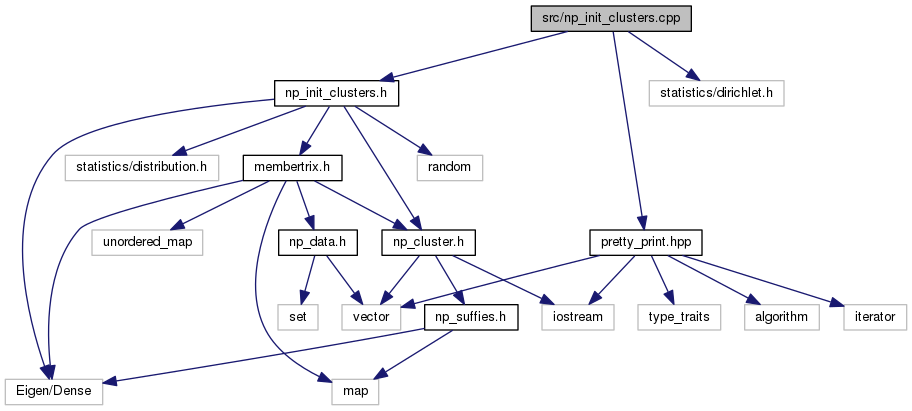 src/np_init_clusters.cpp
np_init_clusters.h
statistics/dirichlet.h
statistics/distribution.h
membertrix.h
random
unordered_map
np_data.h
np_cluster.h
pretty_print.hpp
set
vector
np_suffies.h
iostream
type_traits
algorithm
iterator
Eigen/Dense
map